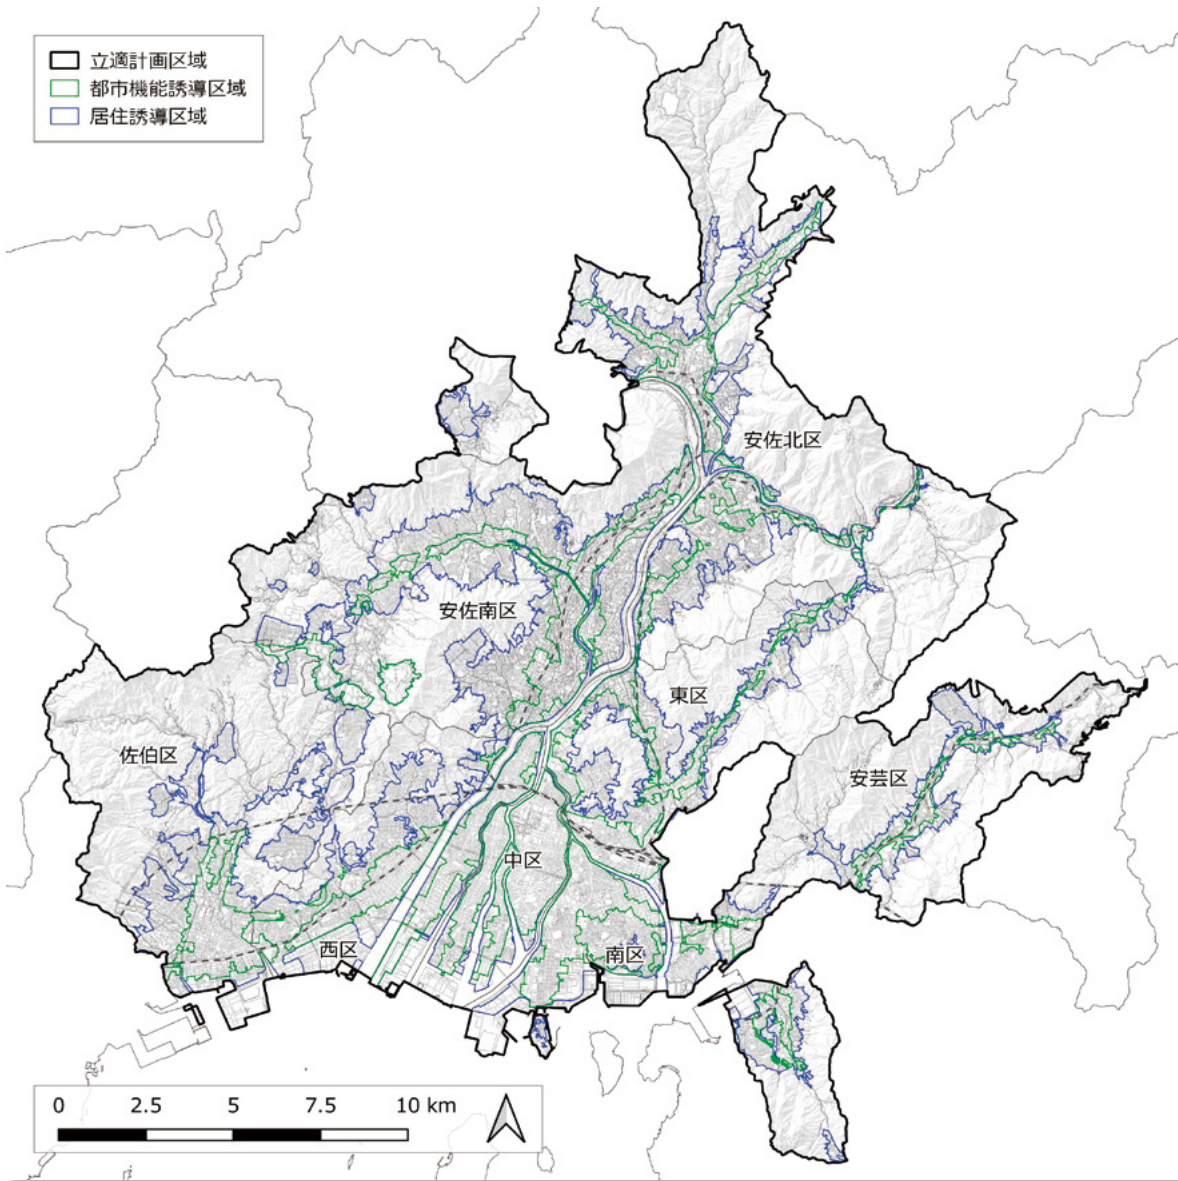 立適計画区域
都市機能誘導区域
居住誘導区域
安佐北区
安佐南区
東区
佐伯区
安芸区
中区
西区
南区
0 2.5 5 7.5 10 km